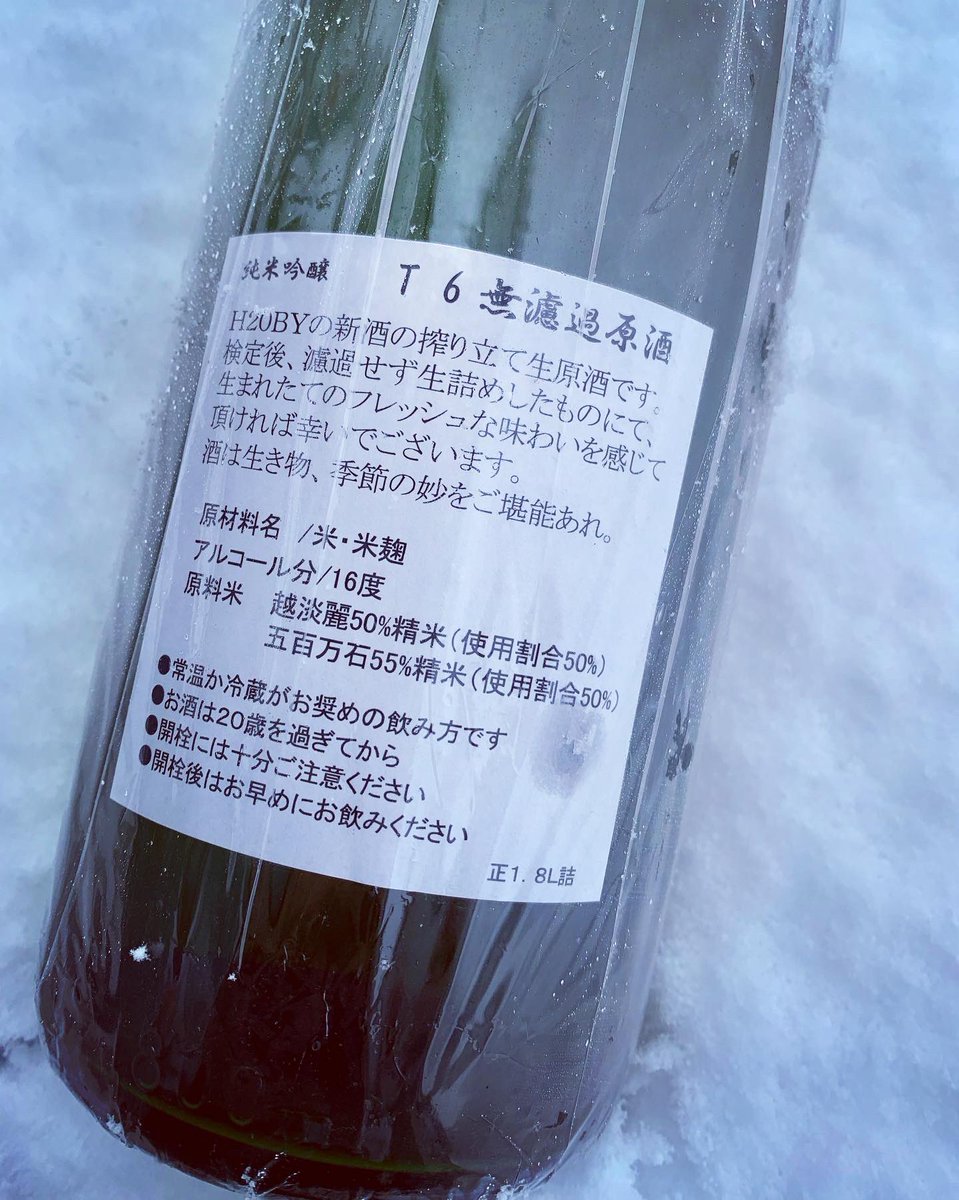 純米吟醸 T6無濾過原酒
H20BYの新酒の搾り立て生原酒です。
検定後、濾過せず生詰めしたものにて、
生まれたてのフレッシュな味わいを感じて
頂ければ幸いでございます。
酒は生き物、季節の妙をご堪能あれ。
原材料名 /米・米麹
アルコール分/16度
原料米 越淡麗50%精米(使用割合50%)
五百万石55%精米(使用割合50%)
●常温か冷蔵がお奨めの飲み方です
●お酒は20歳を過ぎてから
●開栓には十分ご注意ください
●開栓後はお早めにお飲みください
正1.8L詰